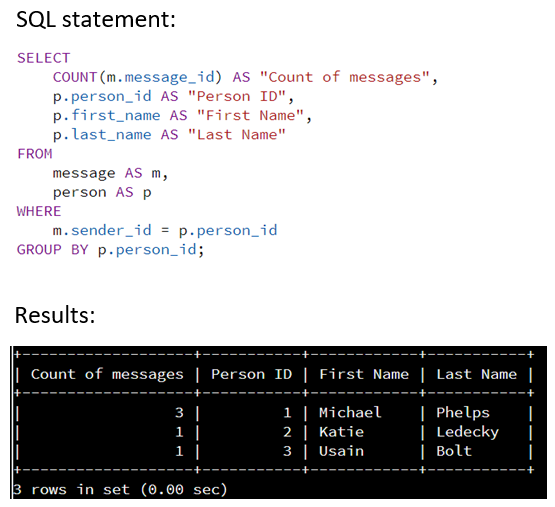 SQL statement:
SELECT
    COUNT(m.message_id) AS "Count of messages",
    p.person_id AS "Person ID",
    p.first_name AS "First Name",
    p.last_name AS "Last Name"
FROM
    message AS m,
    person AS p
WHERE
    m.sender_id = p.person_id
GROUP BY p.person_id;
Results:
+-------------------+-----------+------------+-----------+
| Count of messages | Person ID | First Name | Last Name |
+-------------------+-----------+------------+-----------+
|                 3 |         1 | Michael    | Phelps    |
|                 1 |         2 | Katie      | Ledecky   |
|                 1 |         3 | Usain      | Bolt      |
+-------------------+-----------+------------+-----------+
3 rows in set (0.00 sec)